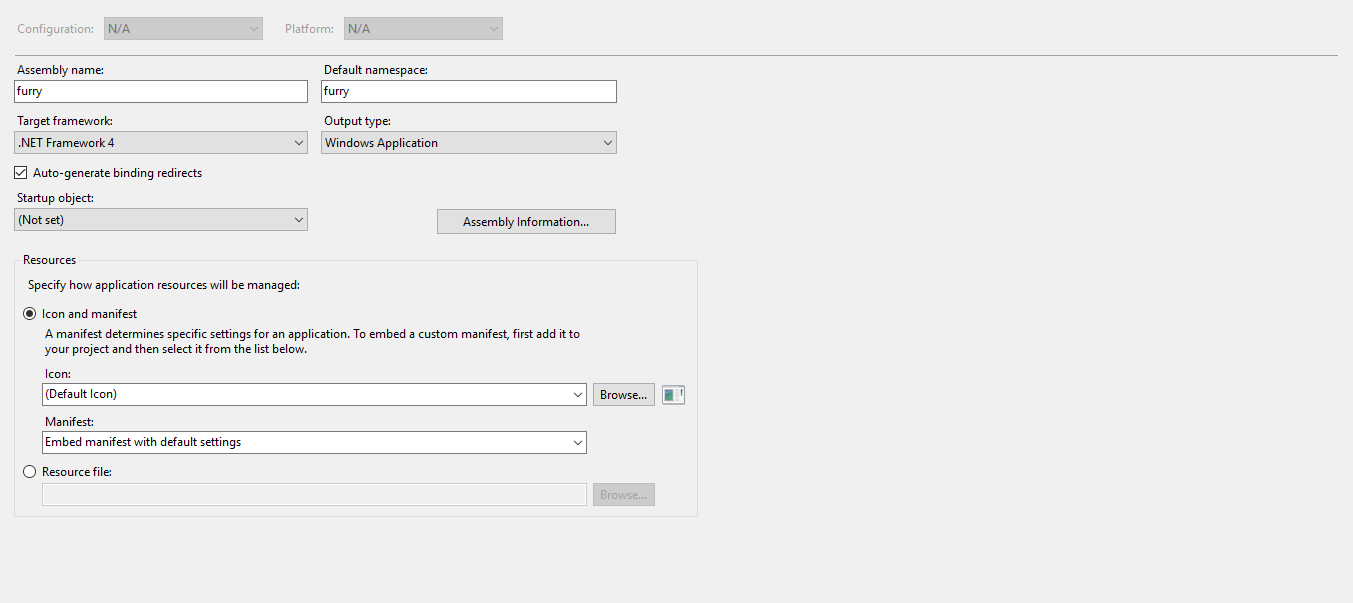 Configuration: N/A Platform: N/A
Assembly name: Default namespace:
furry furry
Target framework: Output type:
.NET Framework 4 Windows Application
Auto-generate binding redirects
Startup object:
(Not set) Assembly Information...
Resources
Specify how application resources will be managed:
Icon and manifest
A manifest determines specific settings for an application. To embed a custom manifest, first add it to
your project and then select it from the list below.
Icon:
(Default Icon) Browse...
Manifest:
Embed manifest with default settings
Resource file:
Browse...